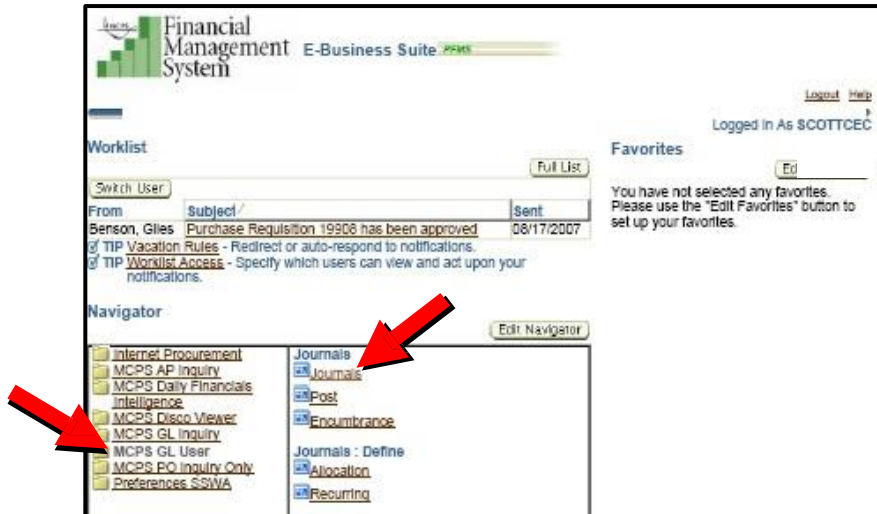 Financial
Management
System
E-Business Suite PFMS
Logout Help
Logged In As SCOTTCEC
Worklist
Full List
Switch User
From Subject Sent
Benson, Giles Purchase Requisition 19908 has been approved 08/17/2007
TIP Vacation Rules - Redirect or auto-respond to notifications.
TIP Worklist Access - Specify which users can view and act upon your
notifications.
Favorites
Ed
You have not selected any favorites.
Please use the "Edit Favorites" button to
set up your favorites.
Navigator
Edit Navigator
Internet Procurement
MCPS AP Inquiry
MCPS Daily Financials
Intelligence
MCPS Disco Viewer
MCPS GL Inquiry
MCPS GL User
MCPS PO Inquiry Only
Preferences SSWA
Journals
Journals
Post
Encumbrance
Journals : Define
Allocation
Recurring